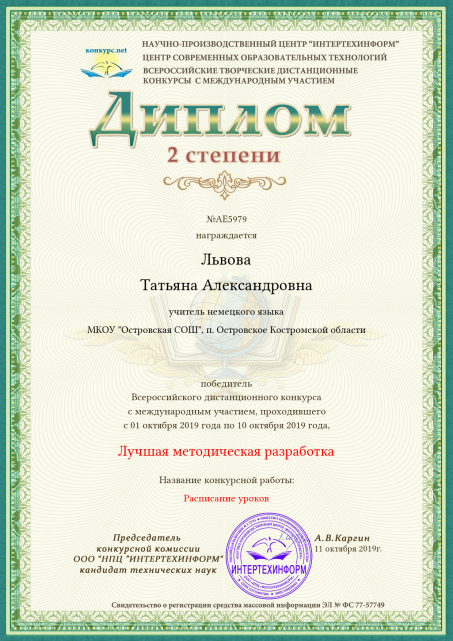 конкурс.net
НАУЧНО-ПРОИЗВОДСТВЕННЫЙ ЦЕНТР "ИНТЕРТЕХИНФОРМ"
ЦЕНТР СОВРЕМЕННЫХ ОБРАЗОВАТЕЛЬНЫХ ТЕХНОЛОГИЙ
ВСЕРОССИЙСКИЕ ТВОРЧЕСКИЕ ДИСТАНЦИОННЫЕ
КОНКУРСЫ С МЕЖДУНАРОДНЫМ УЧАСТИЕМ
Диплом
2 степени
№АЕ5979
награждается
Львова
Татьяна Александровна
учитель немецкого языка
МКОУ "Островская СОШ", п. Островское Костромской области
победитель
Всероссийского дистанционного конкурса
с международным участием, проходившего
с 01 октября 2019 года по 10 октября 2019 года,
Лучшая методическая разработка
Название конкурсной работы:
Расписание уроков
Председатель
конкурсной комиссии
ООО "НПЦ "ИНТЕРТЕХИНФОРМ"
кандидат технических наук
ИНТЕРТЕХИНФОРМ
А.В.Каргин
11 октября 2019г.
Свидетельство о регистрации средства массовой информации ЭЛ № ФС 77-57749